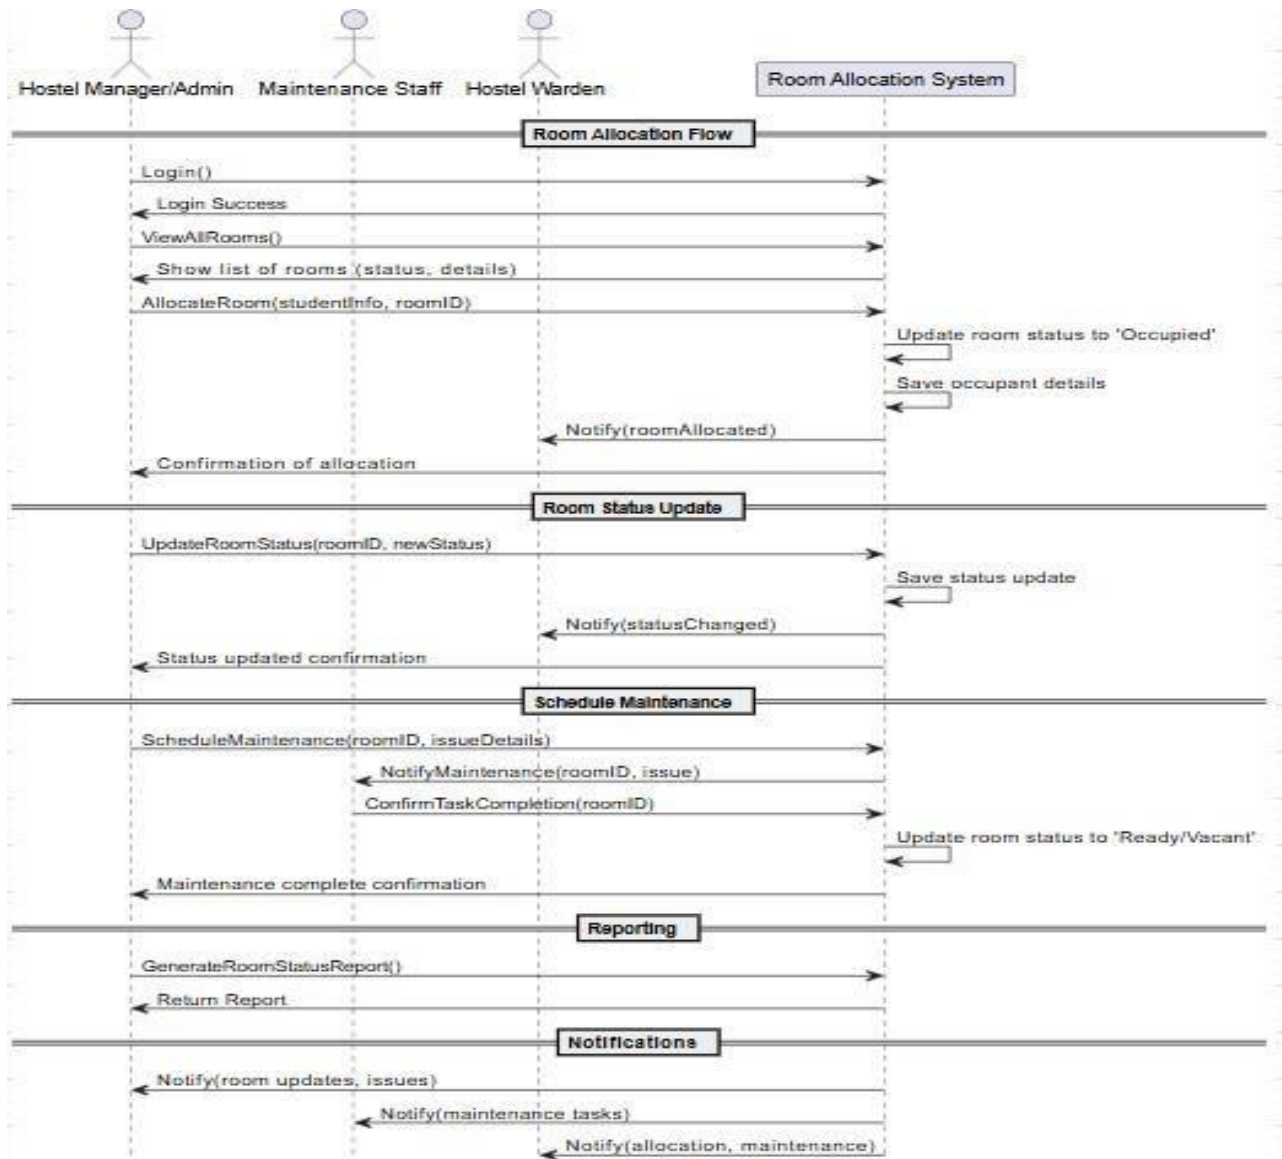 Hostel Manager/Admin
Maintenance Staff
Hostel Warden
Room Allocation System
Room Allocation Flow
Login()
Login Success
ViewAllRooms()
Show list of rooms (status, details)
AllocateRoom(studentInfo, roomID)
Update room status to 'Occupied'
Save occupant details
Notify(roomAllocated)
Confirmation of allocation
Room Status Update
UpdateRoomStatus(roomID, newStatus)
Save status update
Notify(statusChanged)
Status updated confirmation
Schedule Maintenance
ScheduleMaintenance(roomID, issueDetails)
NotifyMaintenance(roomID, issue)
ConfirmTaskCompletion(roomID)
Update room status to 'Ready/Vacant'
Maintenance complete confirmation
Reporting
GenerateRoomStatusReport()
Return Report
Notifications
Notify(room updates, issues)
Notify(maintenance tasks)
Notify(allocation, maintenance)